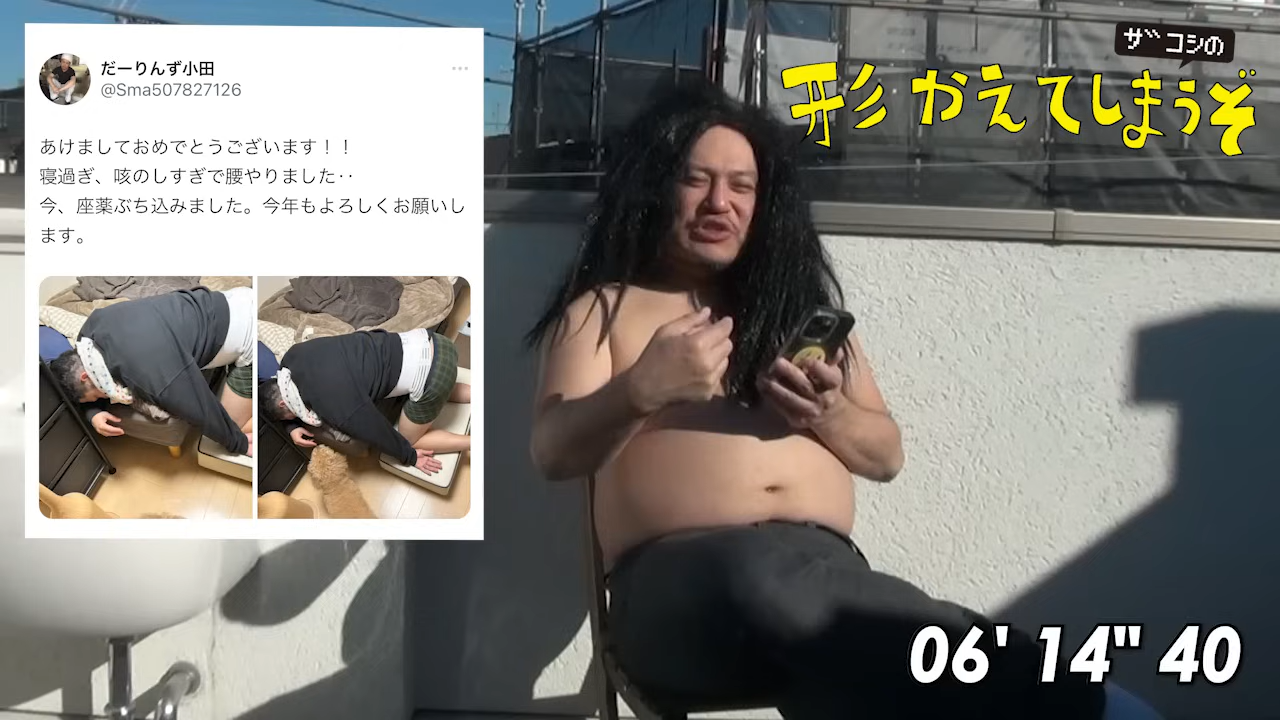 だーりんず小田
@Sma507827126
あけましておめでとうございます！！
寝過ぎ、咳のしすぎで腰やりました‥
今、座薬ぶち込みました。今年もよろしくお願いし
ます。
ザコシの
形かえてしまうぞ
06' 14" 40